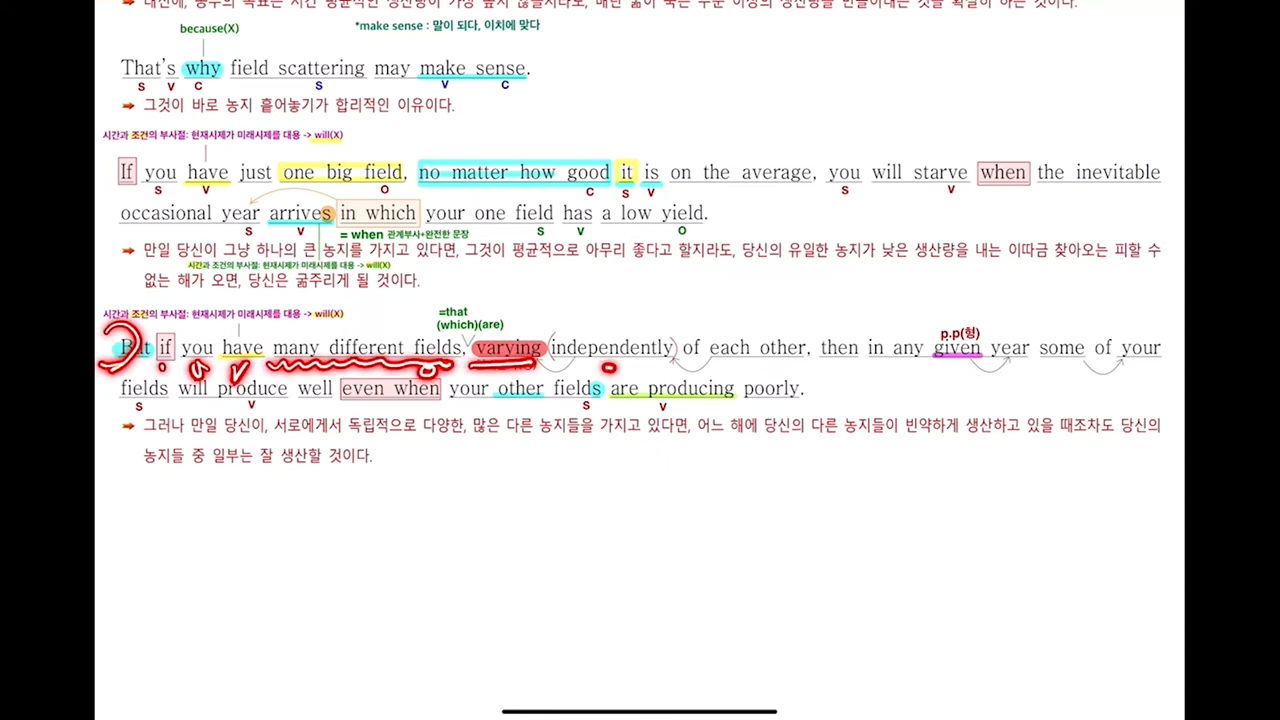 because(X)
*make sense : 말이 되다, 이치에 맞다
That's why field scattering may make sense.
S V C S V C
➡ 그것이 바로 농지 흩어놓기가 합리적인 이유이다.
시간과 조건의 부사절: 현재시제가 미래시제를 대용 -> will(X)
If you have just one big field, no matter how good it is on the average, you will starve when the inevitable
S V O C S V S V
occasional year arrives in which your one field has a low yield.
S V = when 관계부사+완전한 문장 S V O
➡ 만일 당신이 그냥 하나의 큰 농지를 가지고 있다면, 그것이 평균적으로 아무리 좋다고 할지라도, 당신의 유일한 농지가 낮은 생산량을 내는 이따금 찾아오는 피할 수
시간과 조건의 부사절: 현재시제가 미래시제를 대용 -> will(X)
없는 해가 오면, 당신은 굶주리게 될 것이다.
시간과 조건의 부사절: 현재시제가 미래시제를 대용 -> will(X)
=that
(which)(are)
p.p(형)
But if you have many different fields, varying (independently) of each other, then in any given year some of your
fields will produce well even when your other fields are producing poorly.
S V S V
➡ 그러나 만일 당신이, 서로에게서 독립적으로 다양한, 많은 다른 농지들을 가지고 있다면, 어느 해에 당신의 다른 농지들이 빈약하게 생산하고 있을 때조차도 당신의
농지들 중 일부는 잘 생산할 것이다.